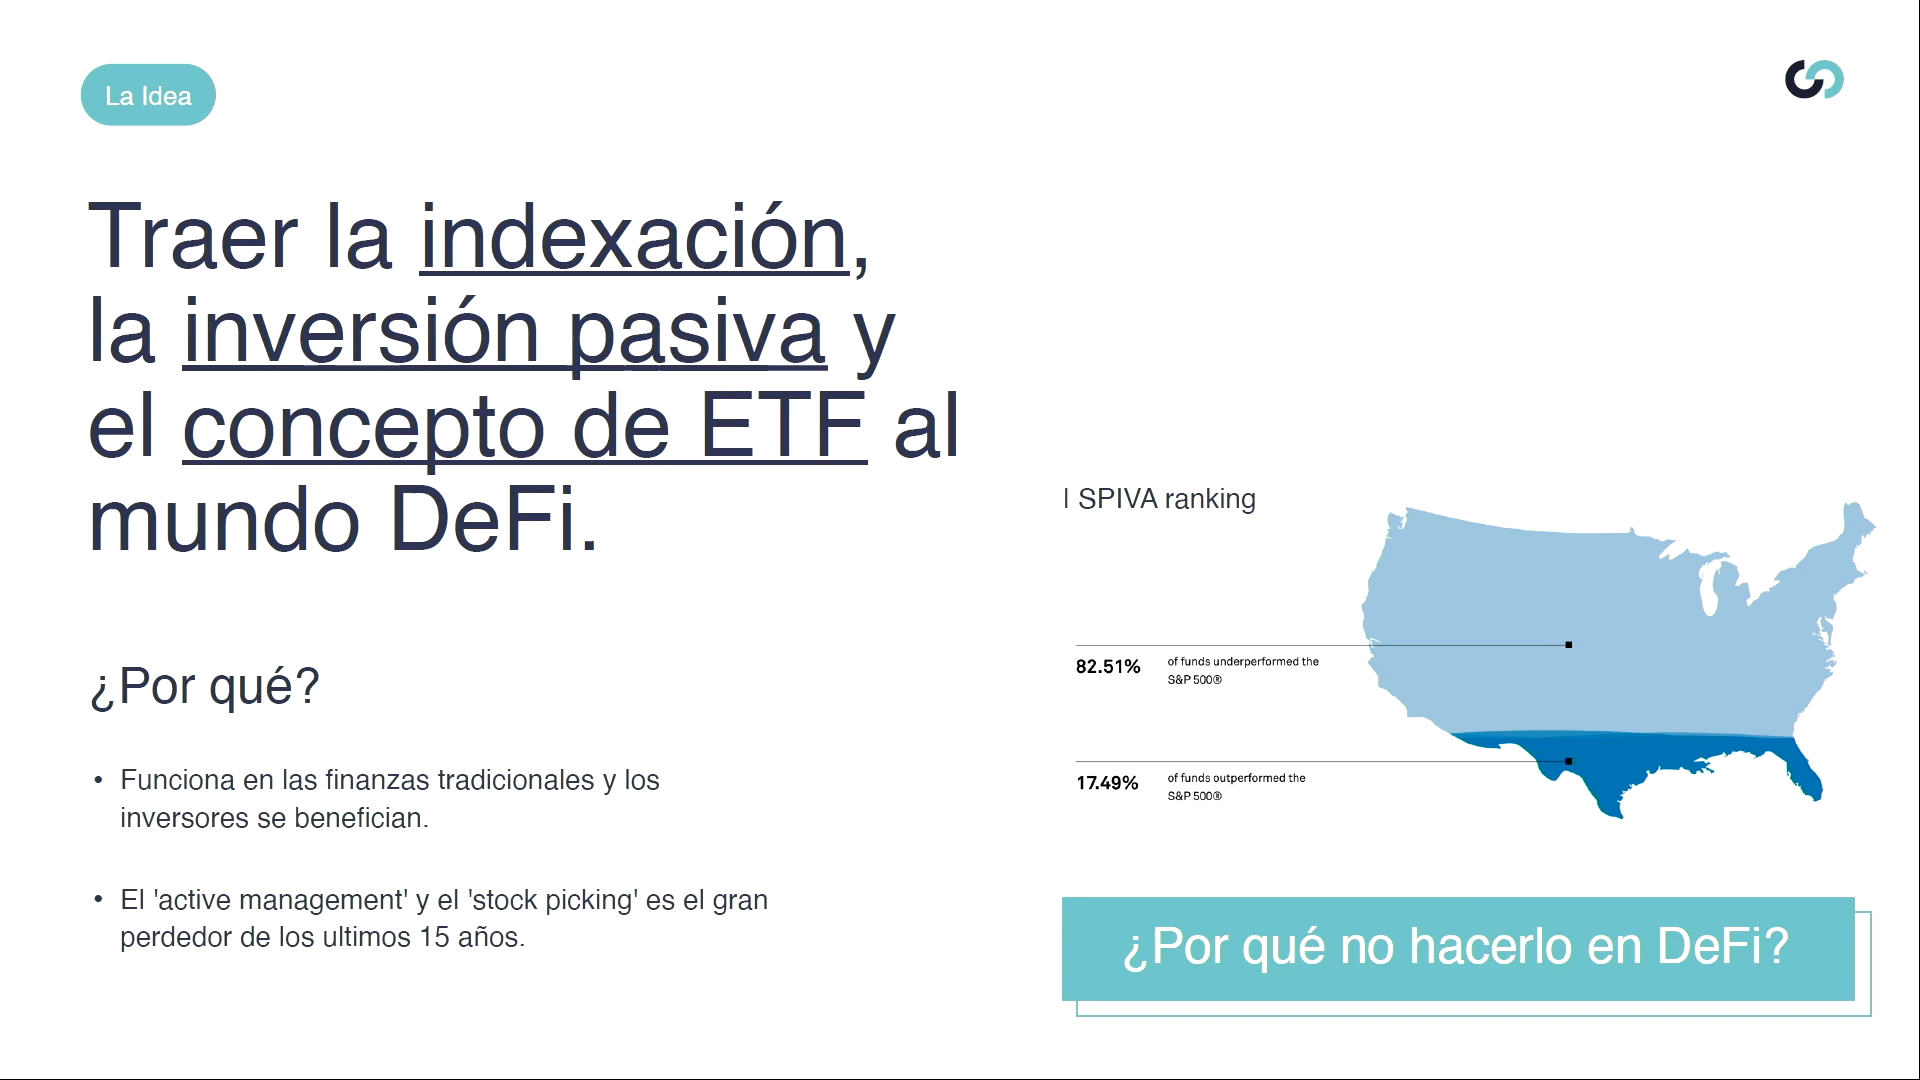 La Idea
Traer la indexación,
la inversión pasiva y
el concepto de ETF al
mundo DeFi.
¿Por qué?
• Funciona en las finanzas tradicionales y los
inversores se benefician.
• El 'active management' y el 'stock picking' es el gran
perdedor de los ultimos 15 años.
| SPIVA ranking
82.51% of funds underperformed the
S&P 500®
17.49% of funds outperformed the
S&P 500®
¿Por qué no hacerlo en DeFi?